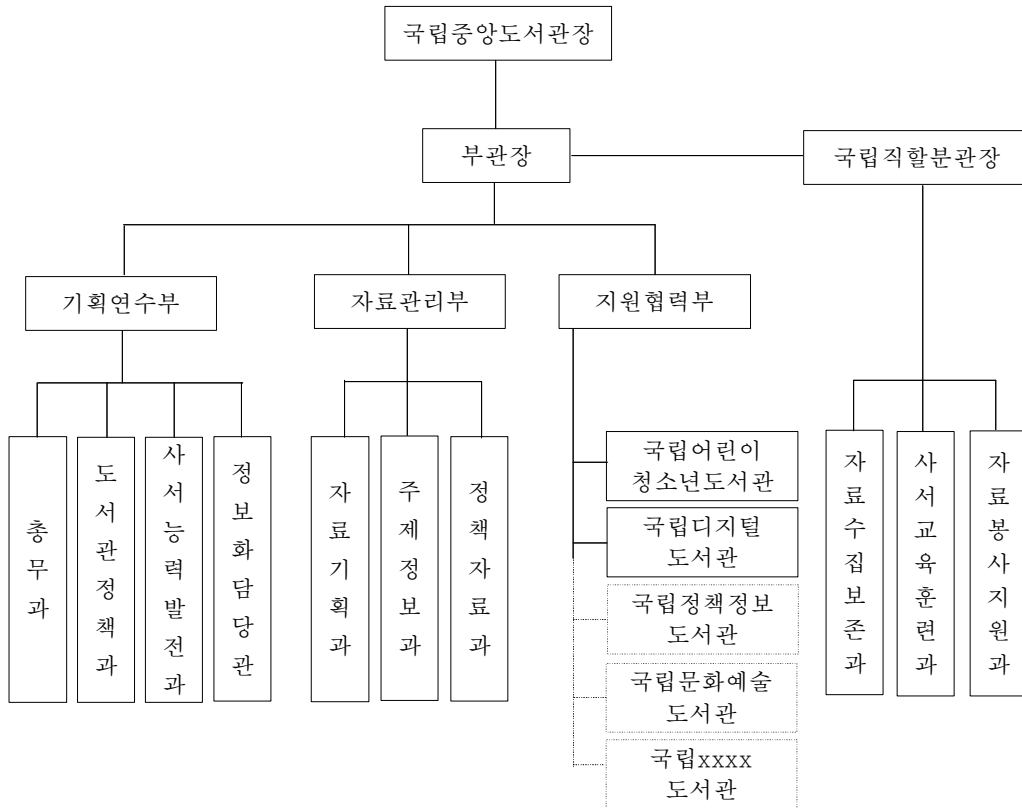 국립중앙도서관장
부관장
국립직할분관장
기획연수부
자료관리부
지원협력부
총무과
도서관정책과
사서능력발전과
정보화담당관
자료기획과
주제정보과
정책자료과
국립어린이
청소년도서관
국립디지털
도서관
국립정책정보
도서관
국립문화예술
도서관
국립xxxx
도서관
자료수집보존과
사서교육훈련과
자료봉사지원과